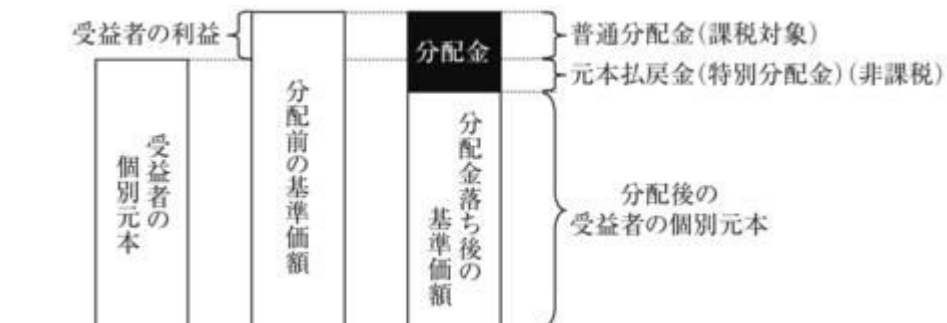 受益者の利益
分配金
普通分配金(課税対象)
元本払戻金(特別分配金)(非課税)
受益者の
個別元本
分配前の基準価額
分配金落ち後の
基準価額
分配後の
受益者の個別元本